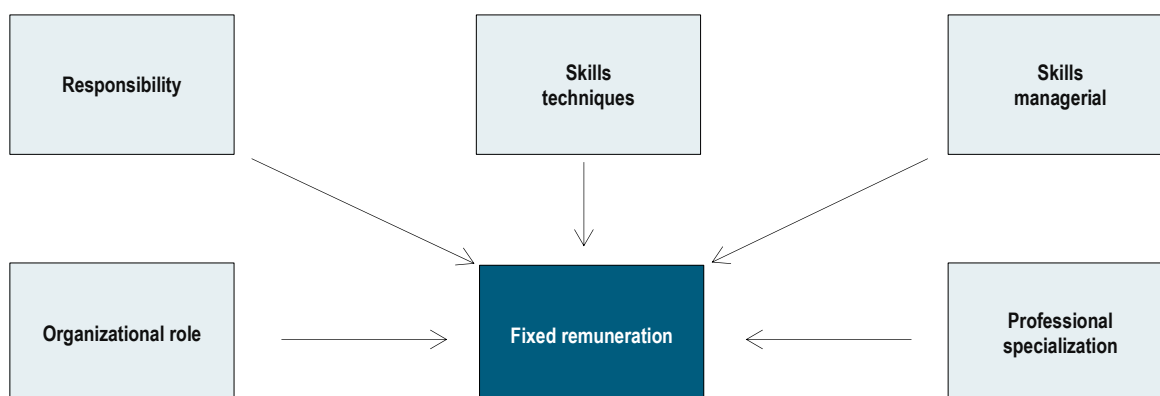 Responsibility
Skills
techniques
Skills
managerial
Organizational role
Fixed remuneration
Professional
specialization